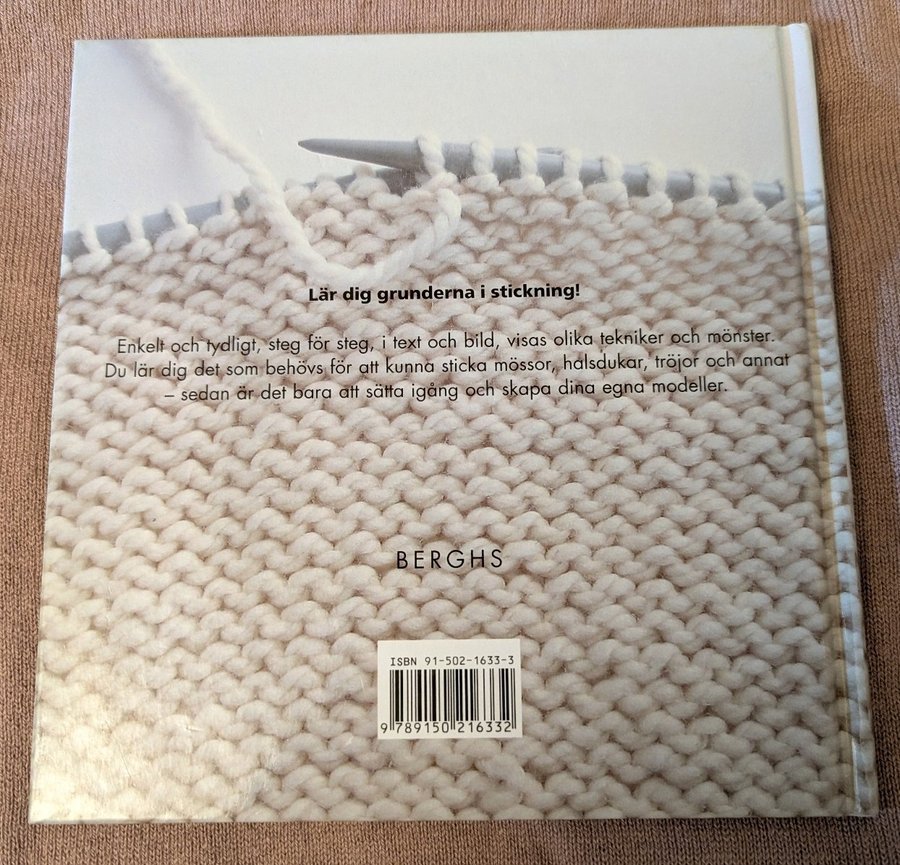 Lär dig grunderna i stickning!
Enkelt och tydligt, steg för steg, i text och bild, visas olika tekniker och mönster.
Du lär dig det som behövs för att kunna sticka mössor, halsdukar, tröjor och annat
– sedan är det bara att sätta igång och skapa dina egna modeller.
BERGHS
ISBN 91-502-1633-3
9 789150 216332